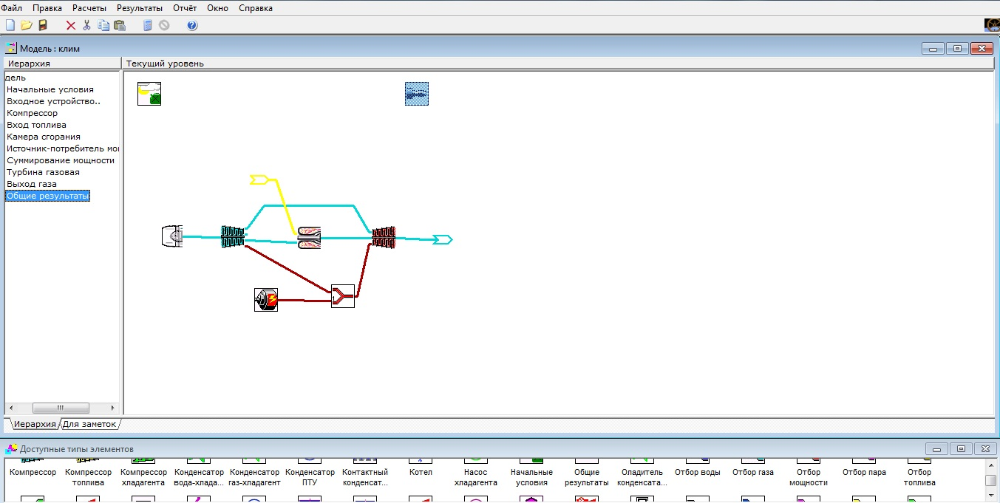 Файл Правка Расчеты Результаты Отчёт Окно Справка
Модель : клим
Иерархия Текущий уровень
дель
Начальные условия
Входное устройство..
Компрессор
Вход топлива
Камера сгорания
Источник-потребитель мо
Суммирование мощности
Турбина газовая
Выход газа
Общие результаты
Иерархия Для заметок
Доступные типы элементов
Компрессор Компрессор Компрессор Конденсатор Конденсатор Конденсатор Контактный Котел Насос Начальные Общие Оладитель Отбор воды Отбор газа Отбор Отбор пара Отбор
топлива хладагента вода-хлада... газ-хладагент ПТУ конденсат... хладагента условия результаты конденсата... мощности топлива